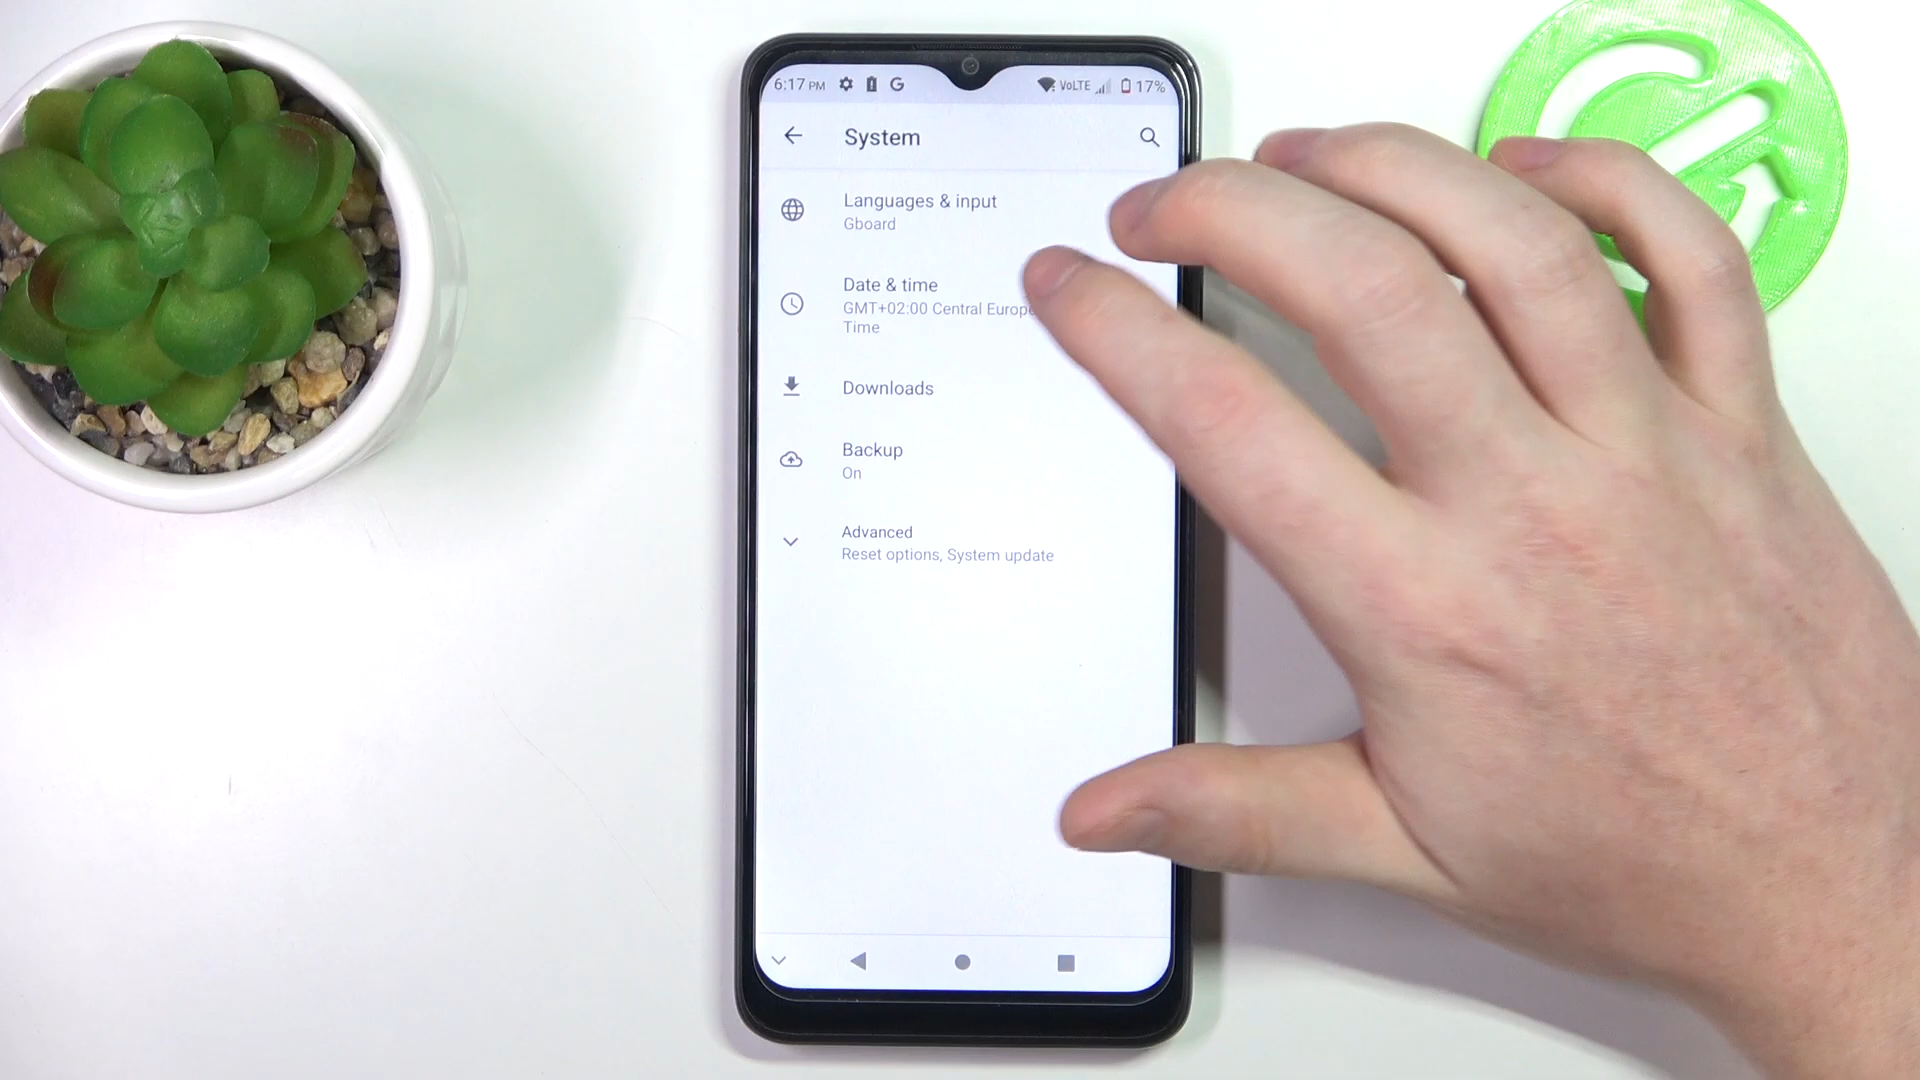 6:17 PM VoLTE 17%
System
Languages & input
Gboard
Date & time
GMT+02:00 Central Europe
Time
Downloads
Backup
On
Advanced
Reset options, System update